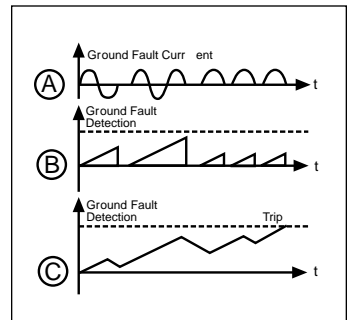 Ground Fault Curr ent
A
t
Ground Fault
Detection
B
t
Ground Fault
Detection
Trip
C
t